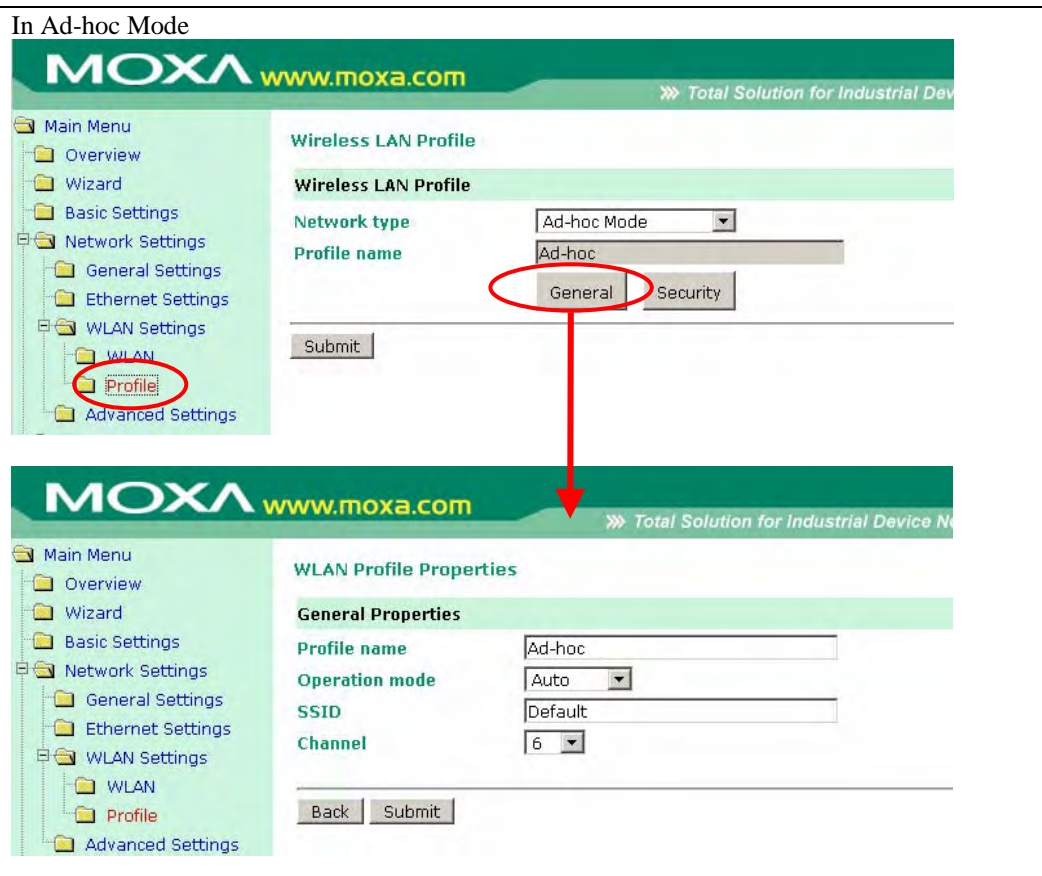 In Ad-hoc Mode
MOXA www.moxa.com
Total Solution for Industrial Dev
Main Menu
Overview
Wizard
Basic Settings
Network Settings
General Settings
Ethernet Settings
WLAN Settings
WLAN
Profile
Advanced Settings
Wireless LAN Profile
Wireless LAN Profile
Network type Ad-hoc Mode
Profile name Ad-hoc
General Security
Submit
MOXA www.moxa.com
Total Solution for Industrial Device Ne
Main Menu
Overview
Wizard
Basic Settings
Network Settings
General Settings
Ethernet Settings
WLAN Settings
WLAN
Profile
Advanced Settings
WLAN Profile Properties
General Properties
Profile name Ad-hoc
Operation mode Auto
SSID Default
Channel 6
Back Submit